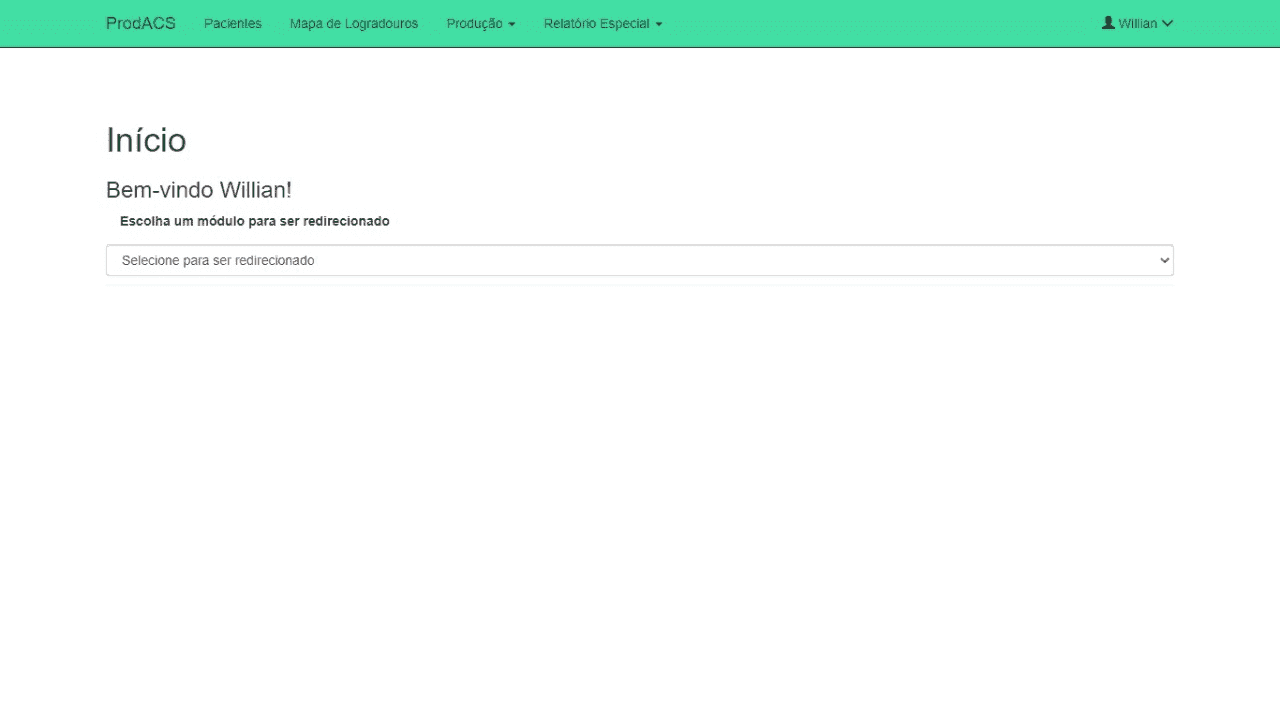 ProdACS Pacientes Mapa de Logradouros Produção Relatório Especial Willian
Início
Bem-vindo Willian!
Escolha um módulo para ser redirecionado
Selecione para ser redirecionado